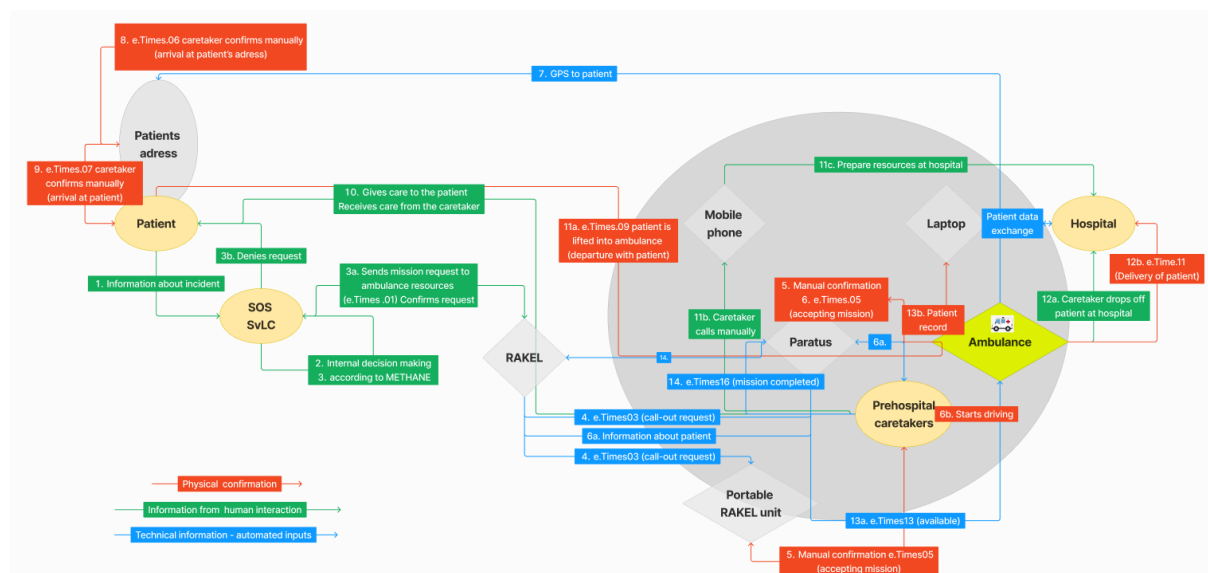 8. e.Times.06 caretaker confirms manually
(arrival at patient's adress)
7. GPS to patient
Patients
adress
9. e.Times.07 caretaker
confirms manually
(arrival at patient)
Patient
10. Gives care to the patient
Receives care from the caretaker
11c. Prepare resources at hospital
Mobile
phone
Laptop
Patient data
exchange
Hospital
11a. e.Times.09 patient is
lifted into ambulance
(departure with patient)
3b. Denies request
12b. e.Time.11
(Delivery of patient)
1. Information about incident
3a. Sends mission request to
ambulance resources
(e.Times .01) Confirms request
5. Manual confirmation
6. e.Times.05
(accepting mission)
12a. Caretaker drops off
patient at hospital
SOS
SvLC
11b. Caretaker
calls manually
13b. Patient
record
Paratus
6a.
Ambulance
RAKEL
14.
2. Internal decision making
3. according to METHANE
14. e.Times16 (mission completed)
Prehospital
caretakers
6b. Starts driving
4. e.Times03 (call-out request)
6a. Information about patient
4. e.Times03 (call-out request)
Physical confirmation
Portable
RAKEL unit
Information from human interaction
13a. e.Times13 (available)
Technical information - automated inputs
5. Manual confirmation e.Times05
(accepting mission)